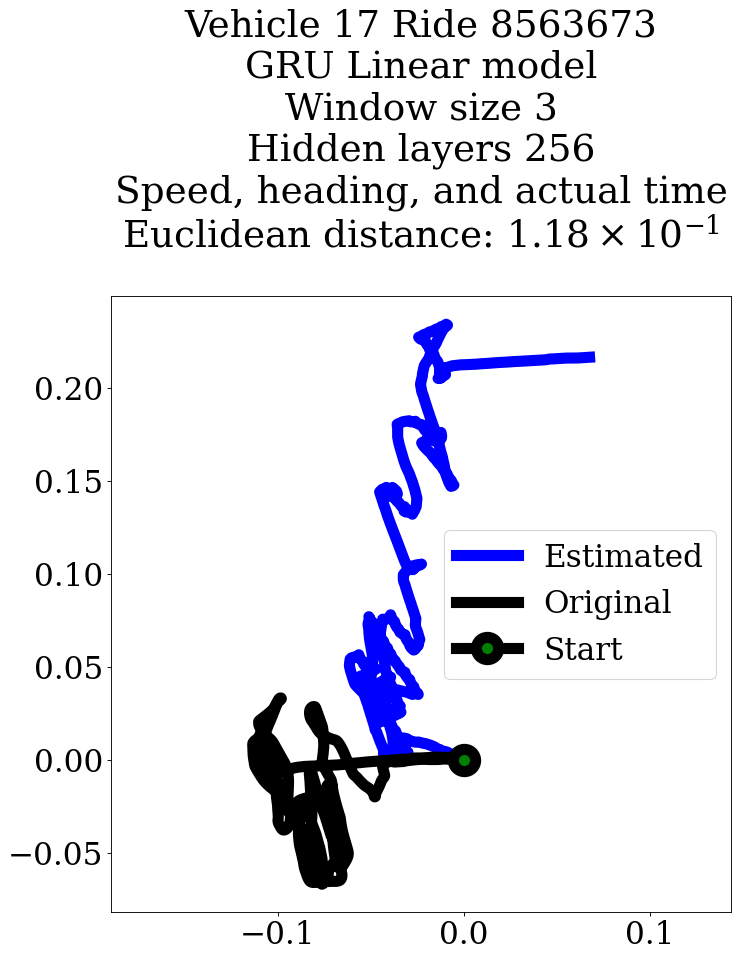 Vehicle 17 Ride 8563673
GRU Linear model
Window size 3
Hidden layers 256
Speed, heading, and actual time
Euclidean distance: 1.18 × 10⁻¹
0.20
0.15
0.10
0.05
0.00
−0.05
Estimated
Original
Start
−0.1
0.0
0.1